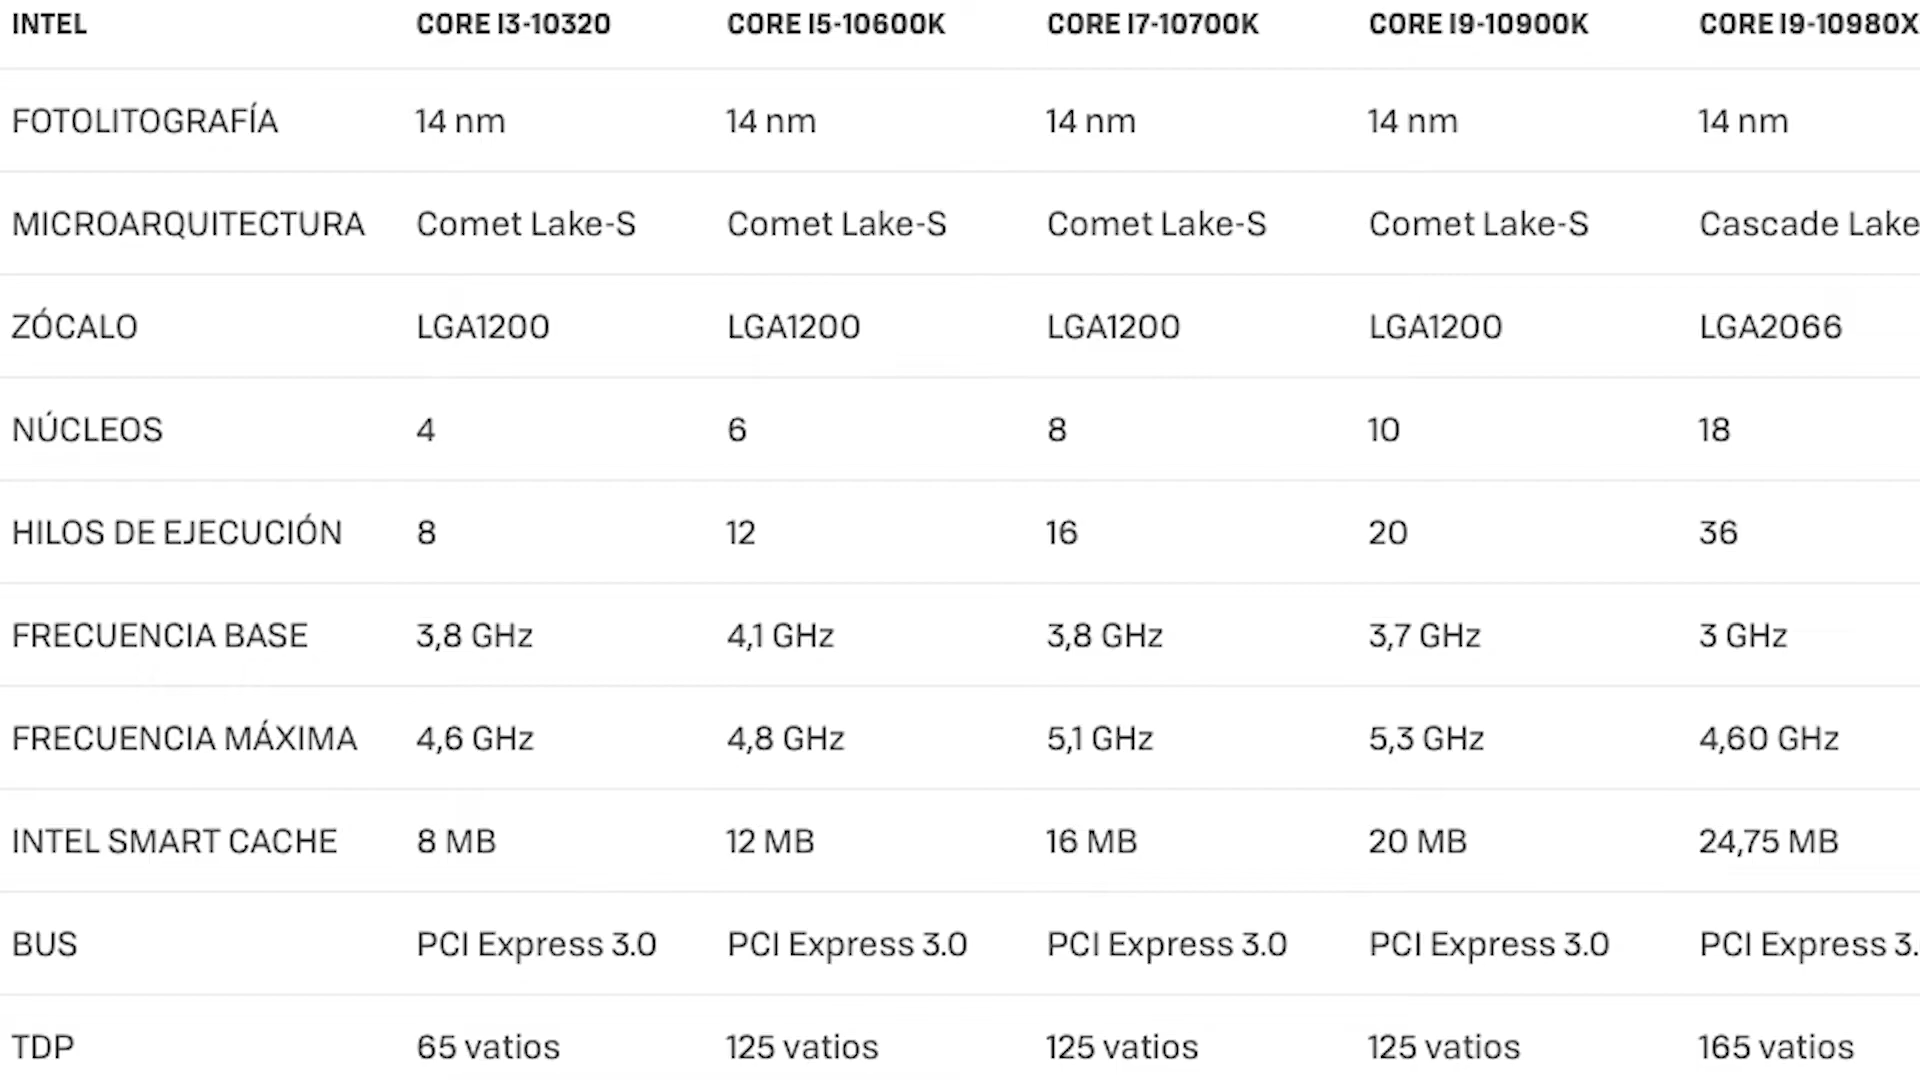 INTEL CORE I3-10320 CORE I5-10600K CORE I7-10700K CORE I9-10900K CORE I9-10980X
FOTOLITOGRAFÍA 14 nm 14 nm 14 nm 14 nm 14 nm
MICROARQUITECTURA Comet Lake-S Comet Lake-S Comet Lake-S Comet Lake-S Cascade Lake
ZÓCALO LGA1200 LGA1200 LGA1200 LGA1200 LGA2066
NÚCLEOS 4 6 8 10 18
HILOS DE EJECUCIÓN 8 12 16 20 36
FRECUENCIA BASE 3,8 GHz 4,1 GHz 3,8 GHz 3,7 GHz 3 GHz
FRECUENCIA MÁXIMA 4,6 GHz 4,8 GHz 5,1 GHz 5,3 GHz 4,60 GHz
INTEL SMART CACHE 8 MB 12 MB 16 MB 20 MB 24,75 MB
BUS PCI Express 3.0 PCI Express 3.0 PCI Express 3.0 PCI Express 3.0 PCI Express 3.
TDP 65 vatios 125 vatios 125 vatios 125 vatios 165 vatios